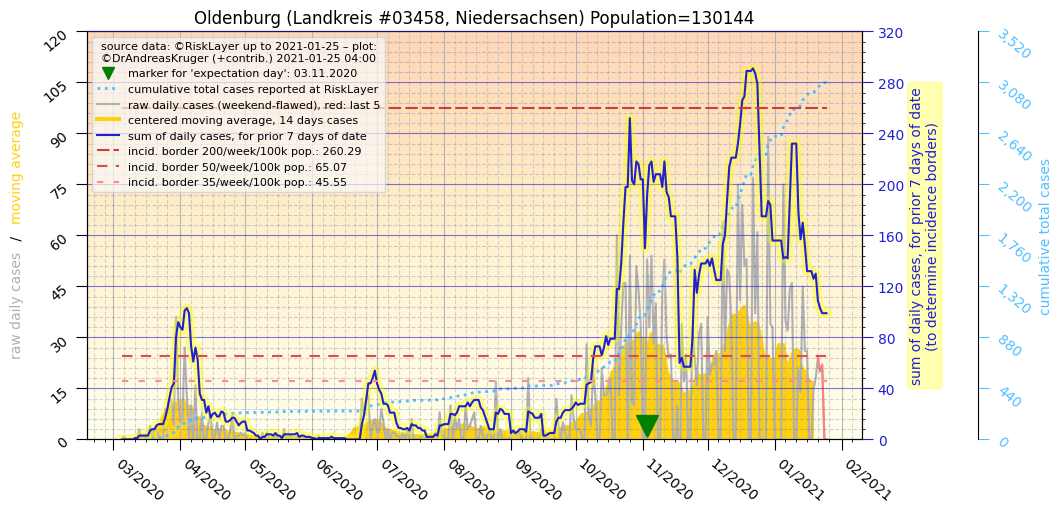 Oldenburg (Landkreis #03458, Niedersachsen) Population=130144
source data: ©RiskLayer up to 2021-01-25 – plot:
©DrAndreasKruger (+contrib.) 2021-01-25 04:00
marker for 'expectation day': 03.11.2020
cumulative total cases reported at RiskLayer
raw daily cases (weekend-flawed), red: last 5
centered moving average, 14 days cases
sum of daily cases, for prior 7 days of date
incid. border 200/week/100k pop.: 260.29
incid. border 50/week/100k pop.: 65.07
incid. border 35/week/100k pop.: 45.55
raw daily cases / moving average
120
105
90
75
60
45
30
15
0
03/2020
04/2020
05/2020
06/2020
07/2020
08/2020
09/2020
10/2020
11/2020
12/2020
01/2021
02/2021
320
280
240
200
160
120
80
40
0
sum of daily cases, for prior 7 days of date
(to determine incidence borders)
3,520
3,080
2,640
2,200
1,760
1,320
880
440
0
cumulative total cases